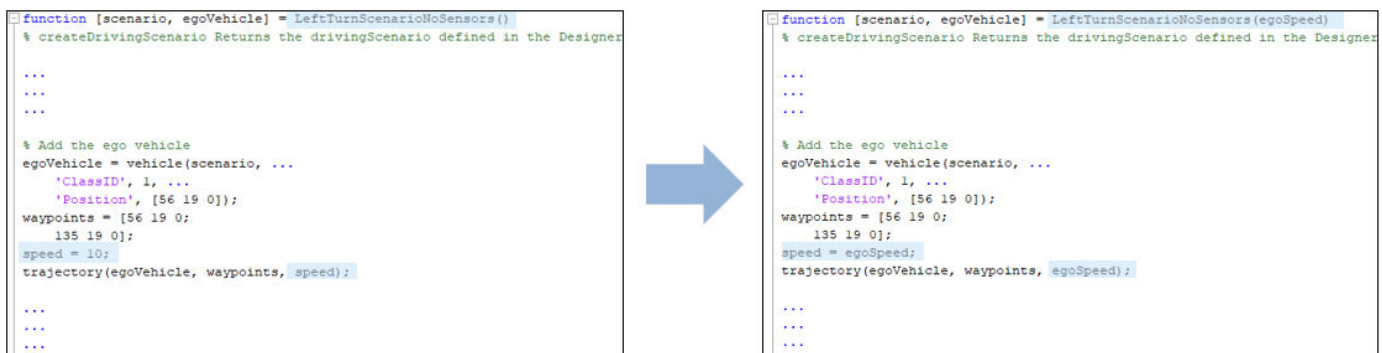 function [scenario, egoVehicle] = LeftTurnScenarioNoSensors()
% createDrivingScenario Returns the drivingScenario defined in the Designer
...
...
...
% Add the ego vehicle
egoVehicle = vehicle(scenario, ...
'ClassID', 1, ...
'Position', [56 19 0]);
waypoints = [56 19 0;
135 19 0];
speed = 10;
trajectory(egoVehicle, waypoints, speed);
...
...
...
function [scenario, egoVehicle] = LeftTurnScenarioNoSensors(egoSpeed)
% createDrivingScenario Returns the drivingScenario defined in the Designer
...
...
...
% Add the ego vehicle
egoVehicle = vehicle(scenario, ...
'ClassID', 1, ...
'Position', [56 19 0]);
waypoints = [56 19 0;
135 19 0];
speed = egoSpeed;
trajectory(egoVehicle, waypoints, egoSpeed);
...
...
...